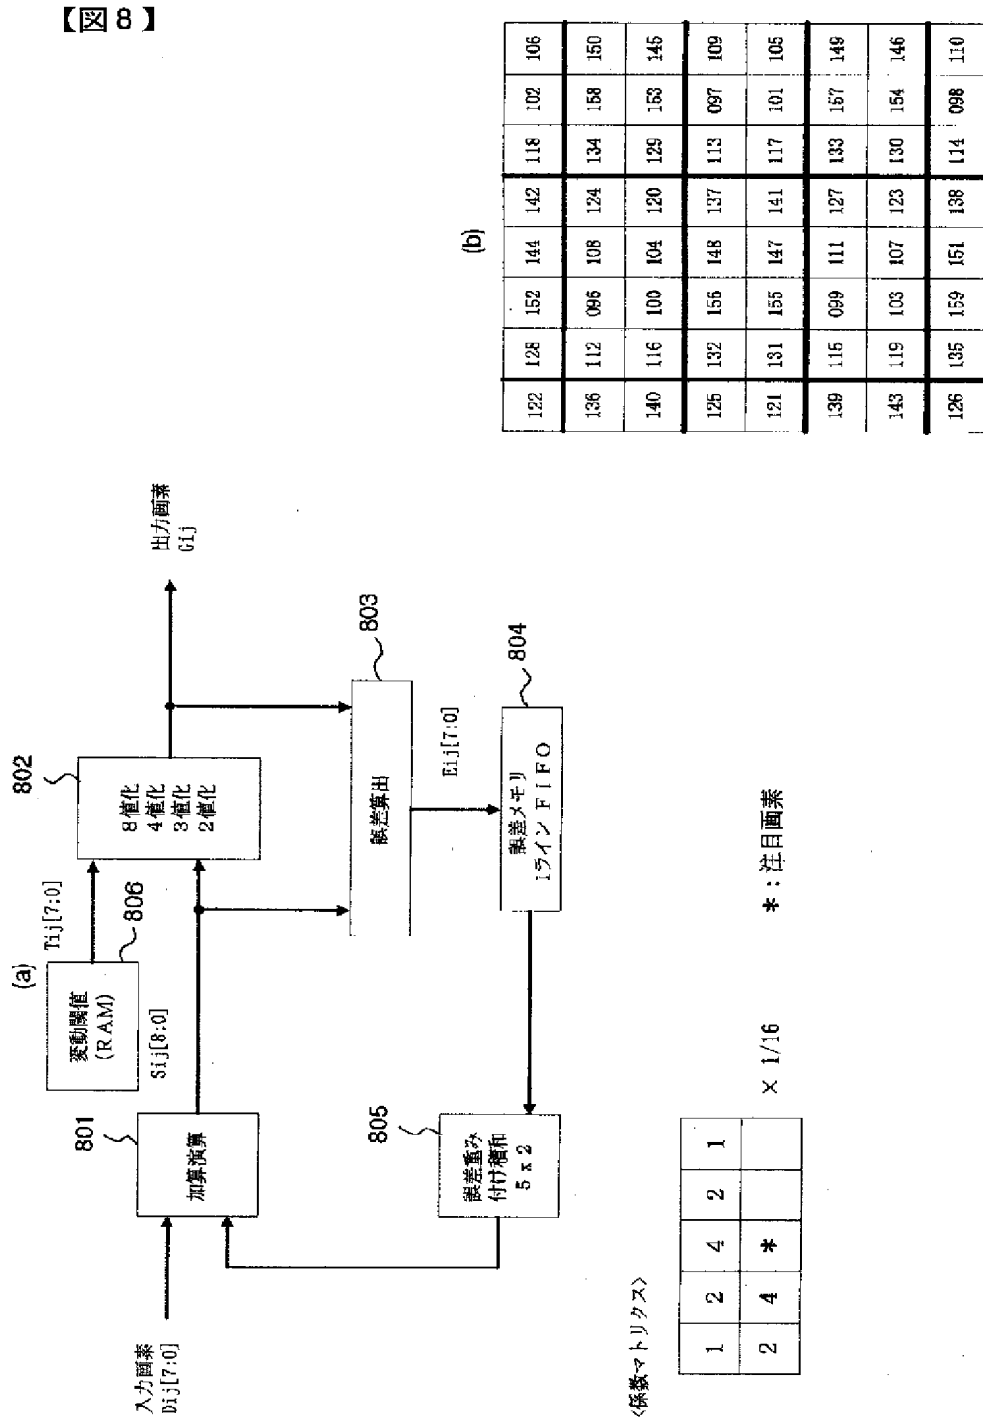 【図8】
(a)
変動閾値
(RAM)
Tij[7:0]
806
802
8値化
4値化
3値化
2値化
出力画素
Gij
801
加算演算
Sij[8:0]
入力画素
Dij[7:0]
803
誤差算出
Eij[7:0]
804
誤差メモリ
1ラインFIFO
805
誤差重み
付け積和
5 x 2
<係数マトリクス>
1 2 4 2 1
2 4 *
× 1/16
*：注目画素
(b)
122 128 152 144 142 118 102 106
136 112 096 108 124 134 158 150
140 116 100 104 120 129 153 145
125 132 156 148 137 113 097 109
121 131 155 147 141 117 101 105
139 115 099 111 127 133 157 149
143 119 103 107 123 130 154 146
126 135 159 151 138 114 098 110